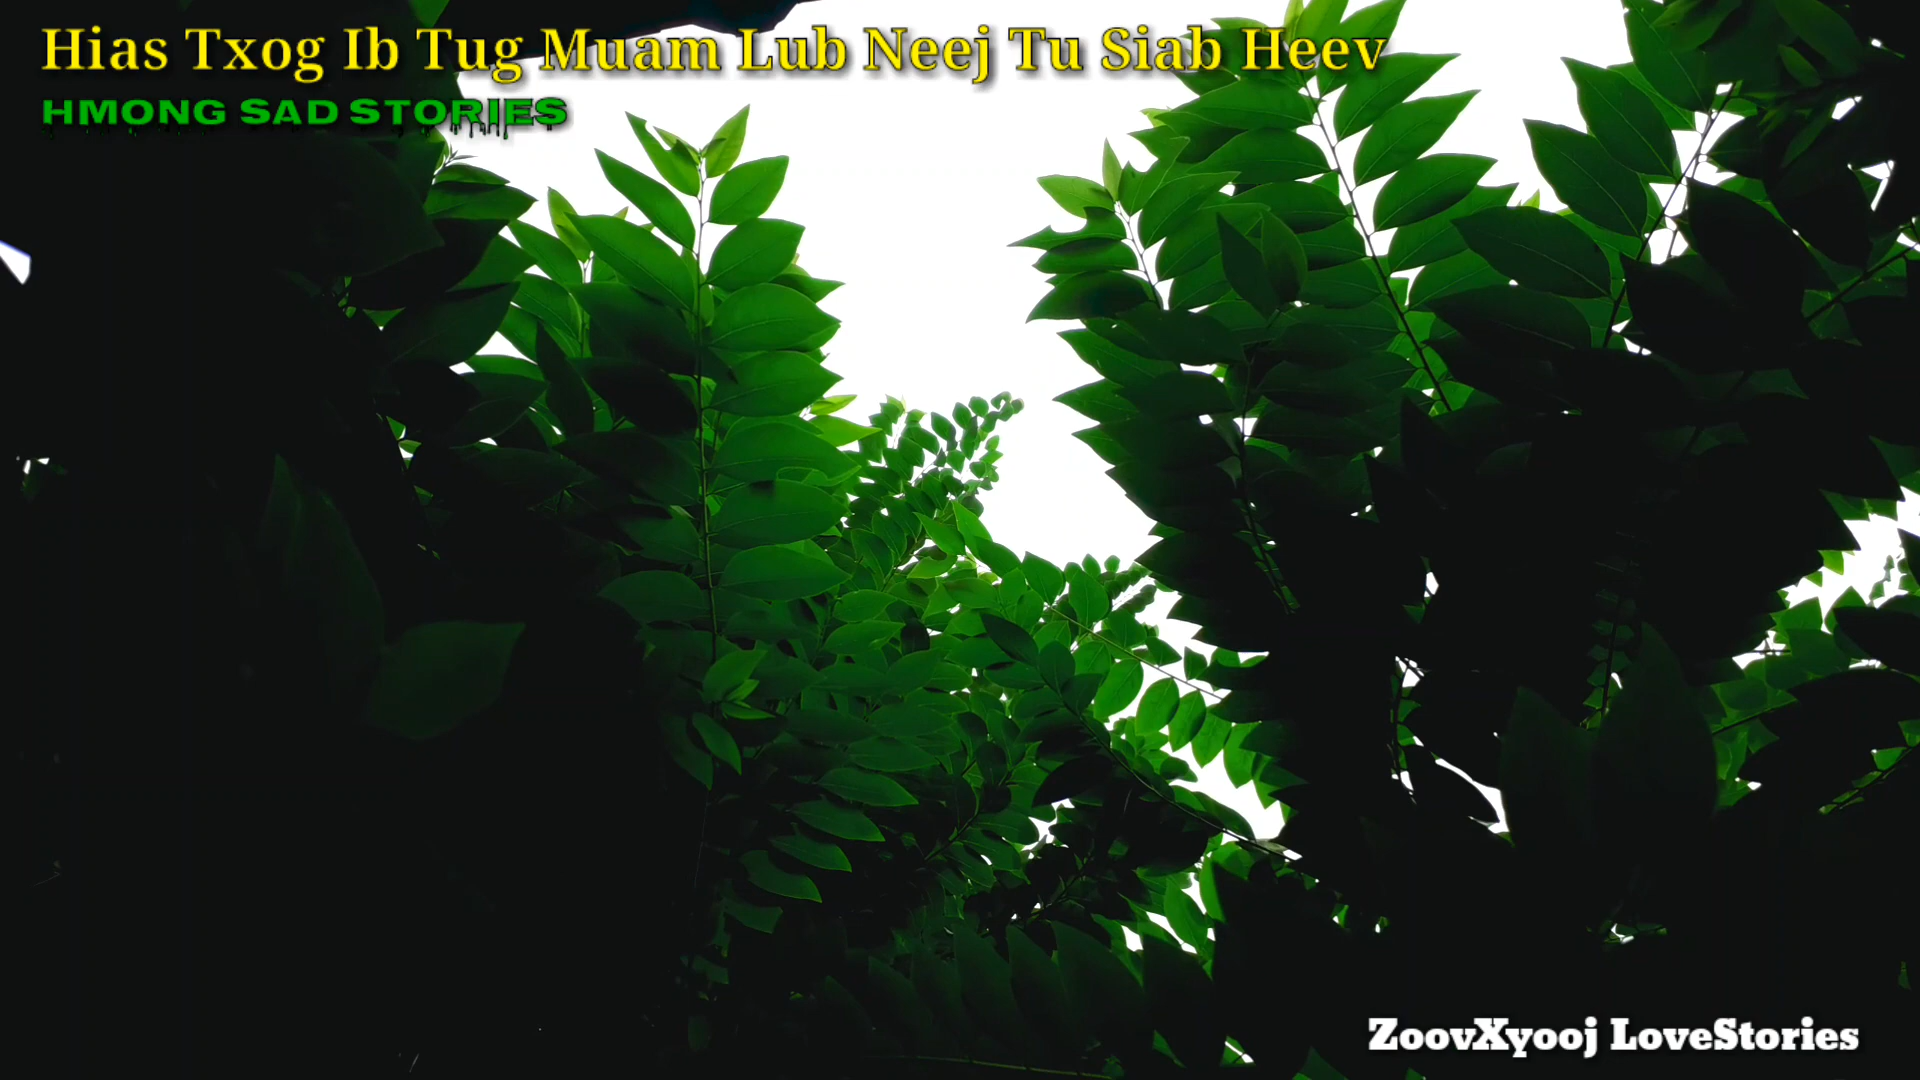 Hias Txog Ib Tug Muam Lub Neej Tu Siab Heev
HMONG SAD STORIES
ZoovXyooj LoveStories